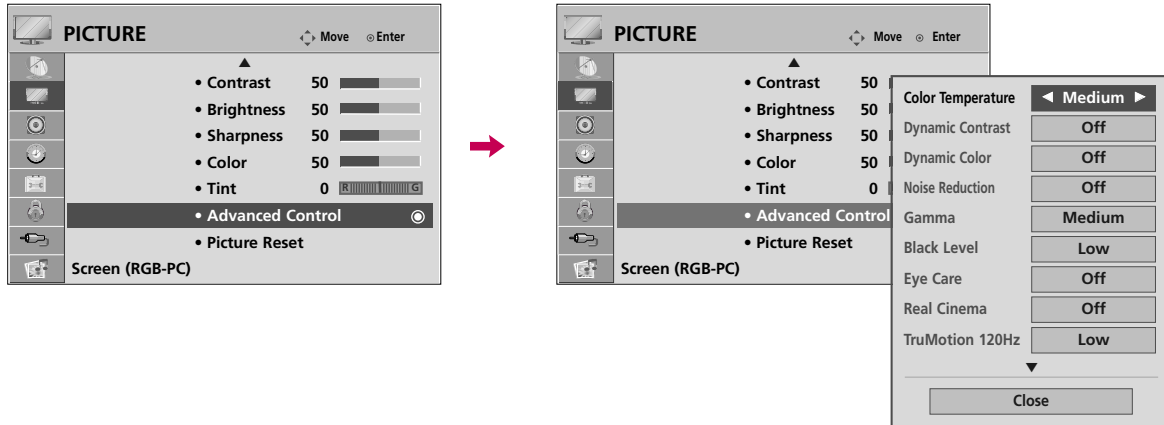 PICTURE Move Enter
• Contrast 50
• Brightness 50
• Sharpness 50
• Color 50
• Tint 0 R G
• Advanced Control
• Picture Reset
Screen (RGB-PC)
PICTURE Move Enter
• Contrast 50
• Brightness 50
• Sharpness 50
• Color 50
• Tint 0
• Advanced Control
• Picture Reset
Screen (RGB-PC)
Color Temperature Medium
Dynamic Contrast Off
Dynamic Color Off
Noise Reduction Off
Gamma Medium
Black Level Low
Eye Care Off
Real Cinema Off
TruMotion 120Hz Low
Close